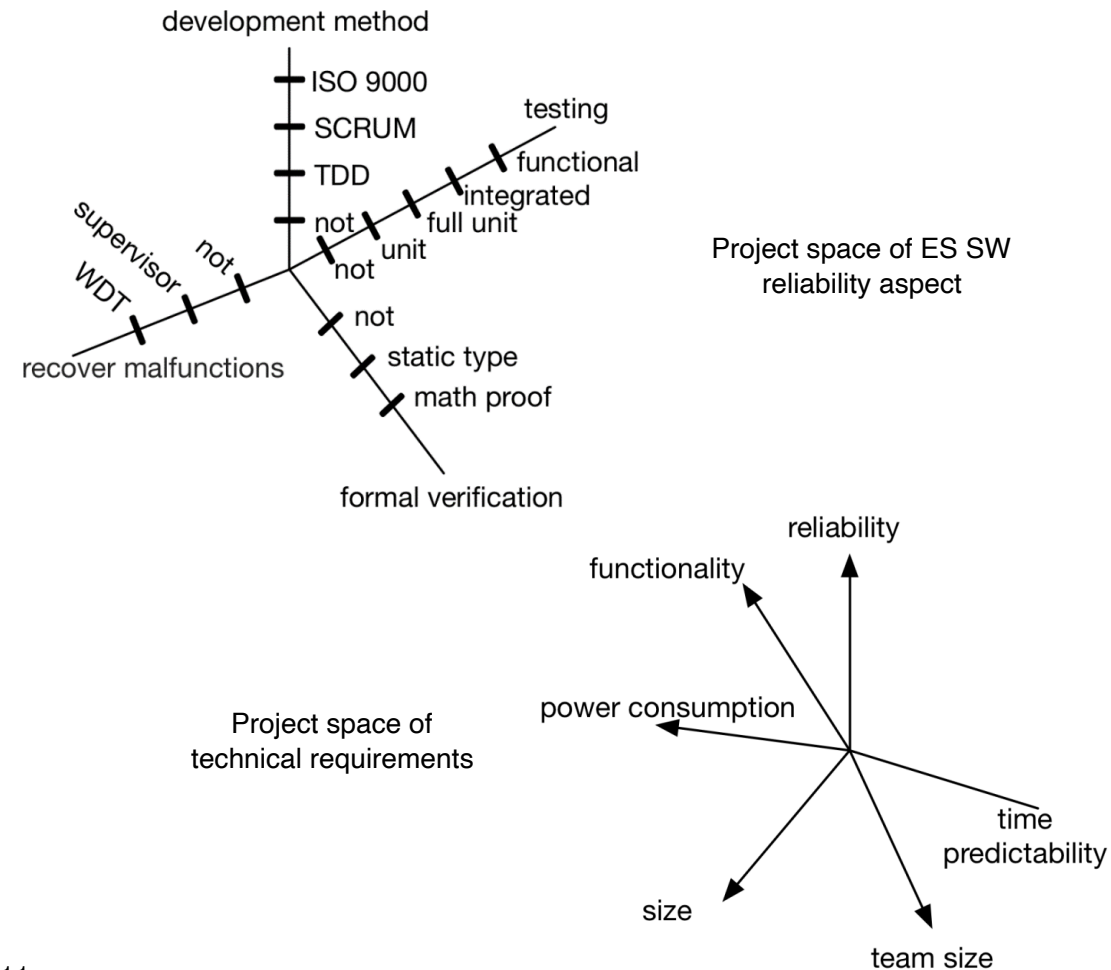 development method
ISO 9000
SCRUM
TDD
not
testing
functional
integrated
full unit
unit
not
not
supervisor
WDT
recover malfunctions
not
static type
math proof
formal verification
Project space of ES SW
reliability aspect
reliability
functionality
power consumption
Project space of
technical requirements
time
predictability
size
team size